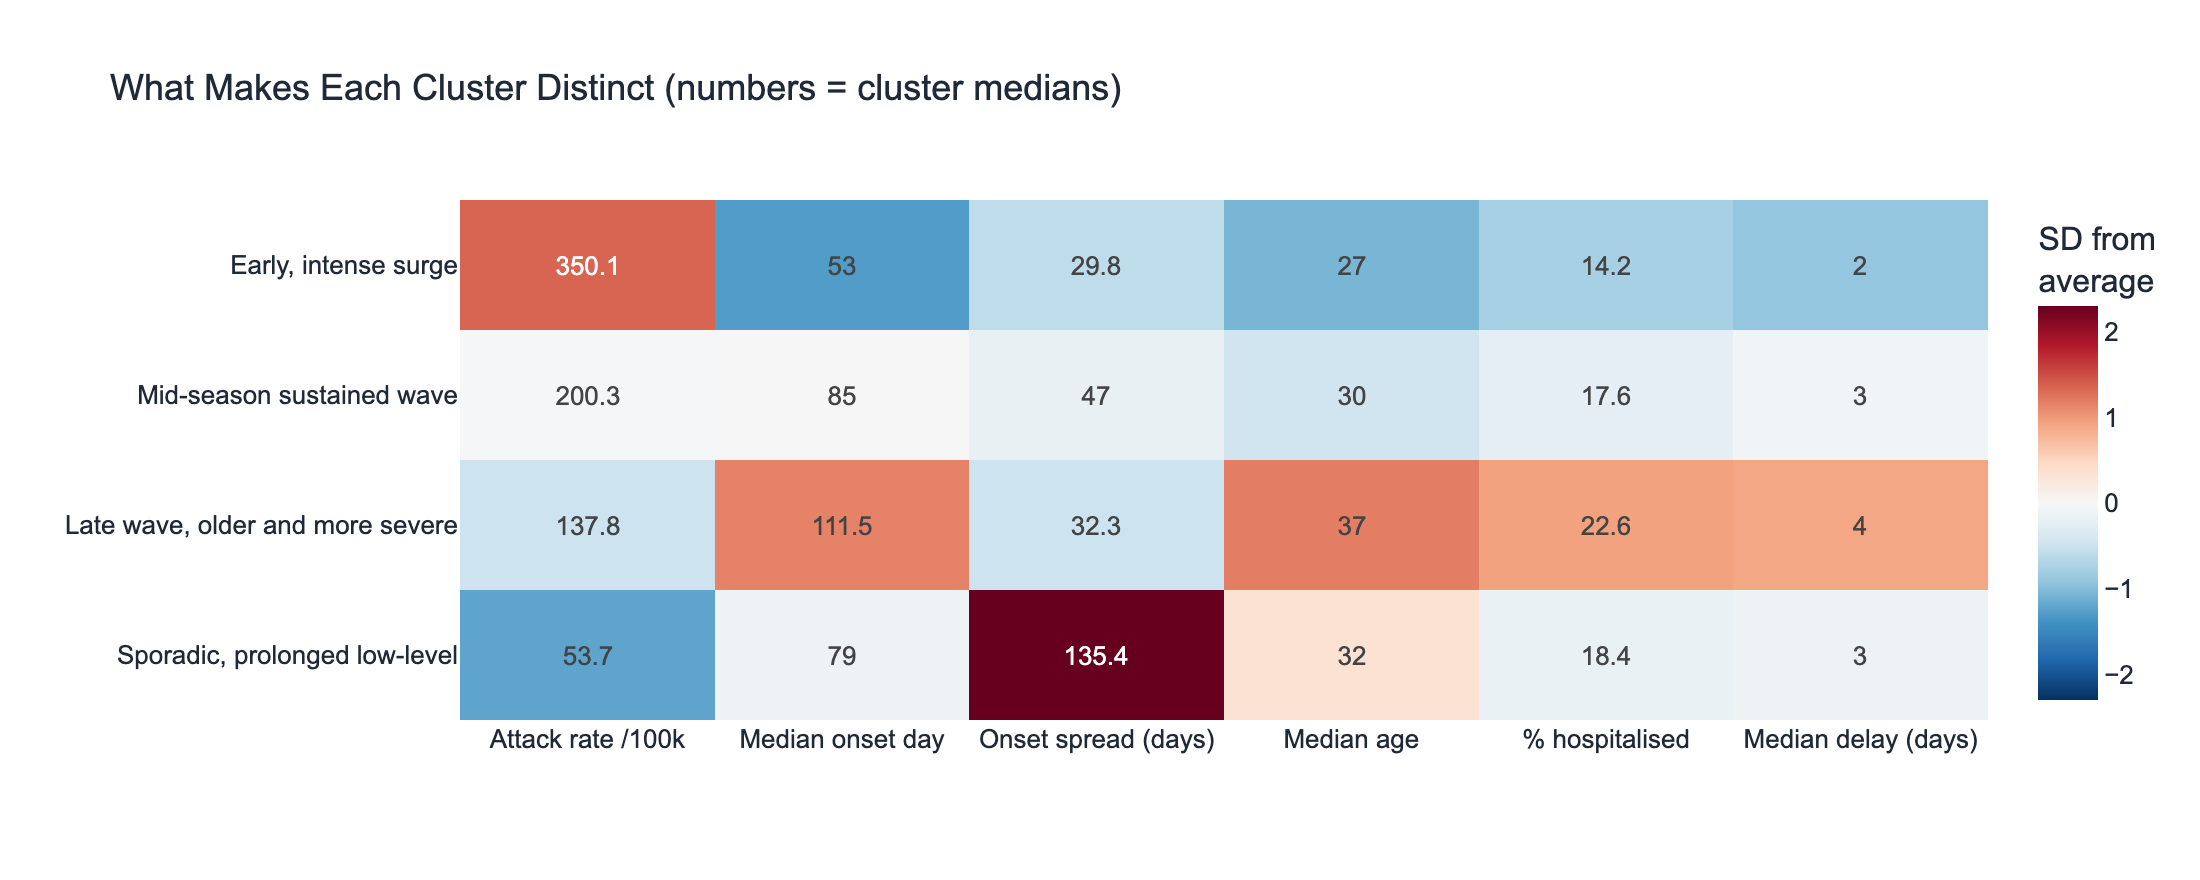 What Makes Each Cluster Distinct (numbers = cluster medians)
SD from
average
Early, intense surge 350.1 53 29.8 27 14.2 2
Mid-season sustained wave 200.3 85 47 30 17.6 3
Late wave, older and more severe 137.8 111.5 32.3 37 22.6 4
Sporadic, prolonged low-level 53.7 79 135.4 32 18.4 3
Attack rate /100k Median onset day Onset spread (days) Median age % hospitalised Median delay (days)
2
1
0
−1
−2